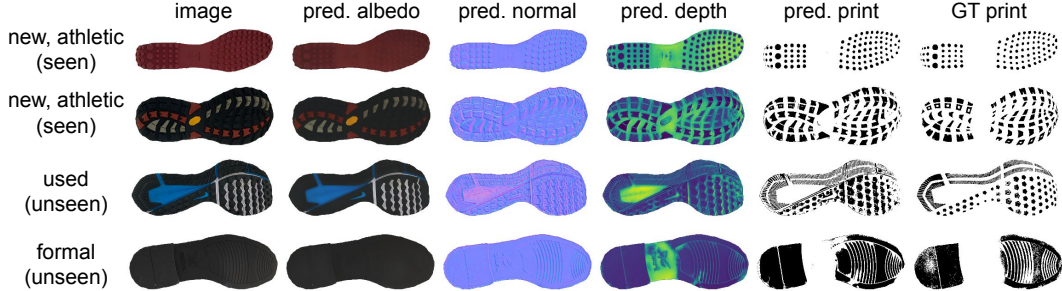 image pred. albedo pred. normal pred. depth pred. print GT print
new, athletic
(seen)
new, athletic
(seen)
used
(unseen)
formal
(unseen)